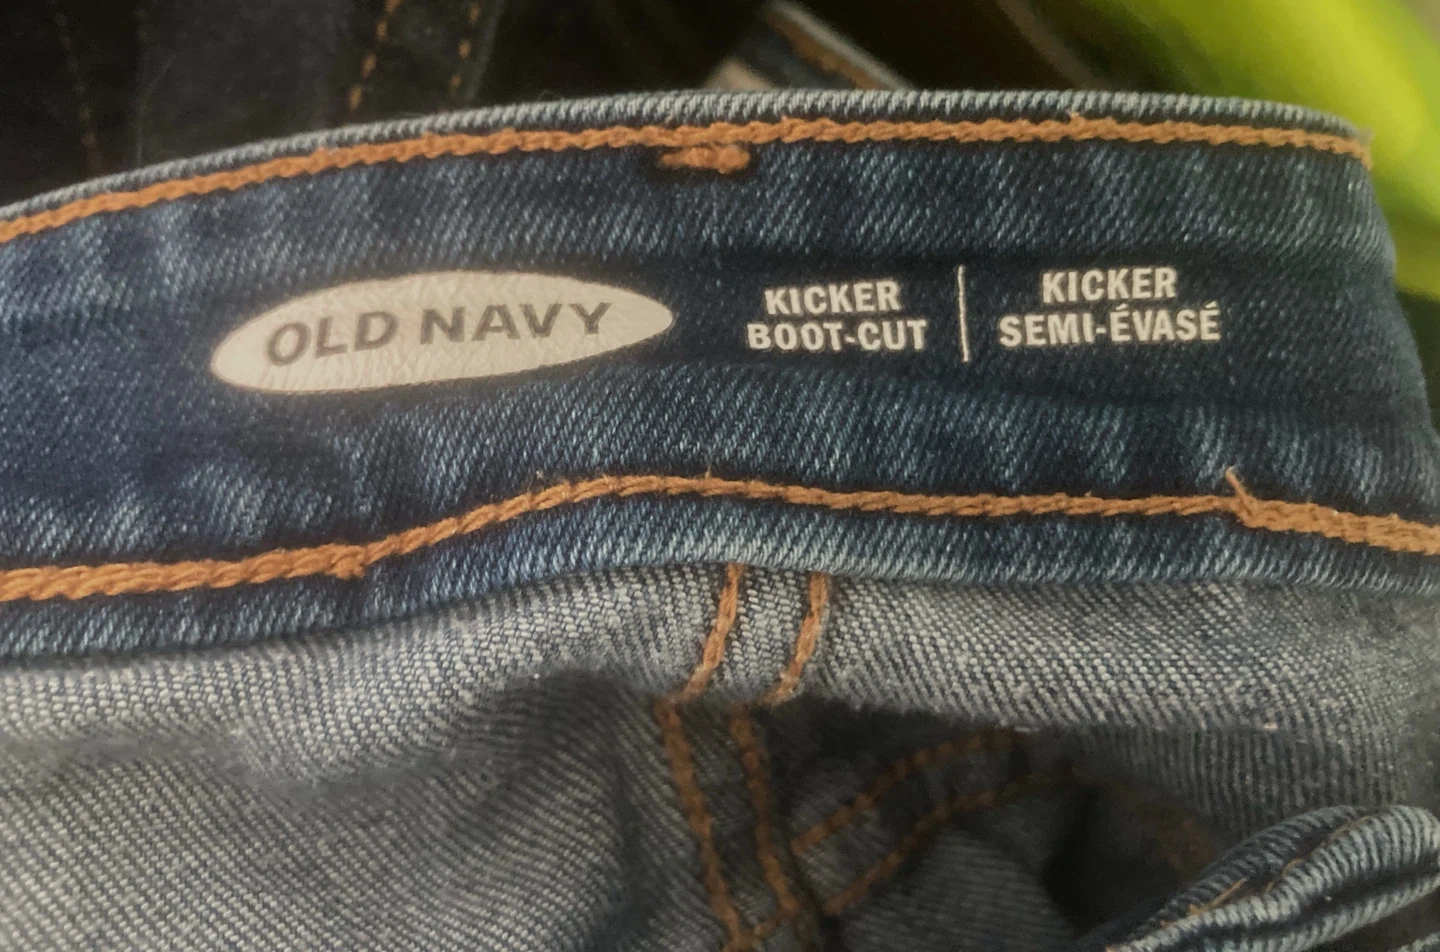 OLD NAVY
KICKER
BOOT-CUT
KICKER
SEMI-ÉVASÉ